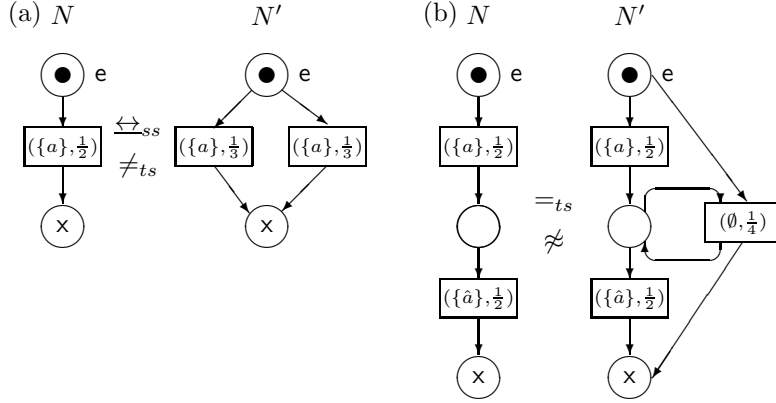 (a) N N′
e e
({a},½) ↔ss ({a},⅓) ({a},⅓)
≠ts
x x
(b) N N′
e e
({a},½) ({a},½)
=ts
≉
(∅,¼)
({â},½) ({â},½)
x x